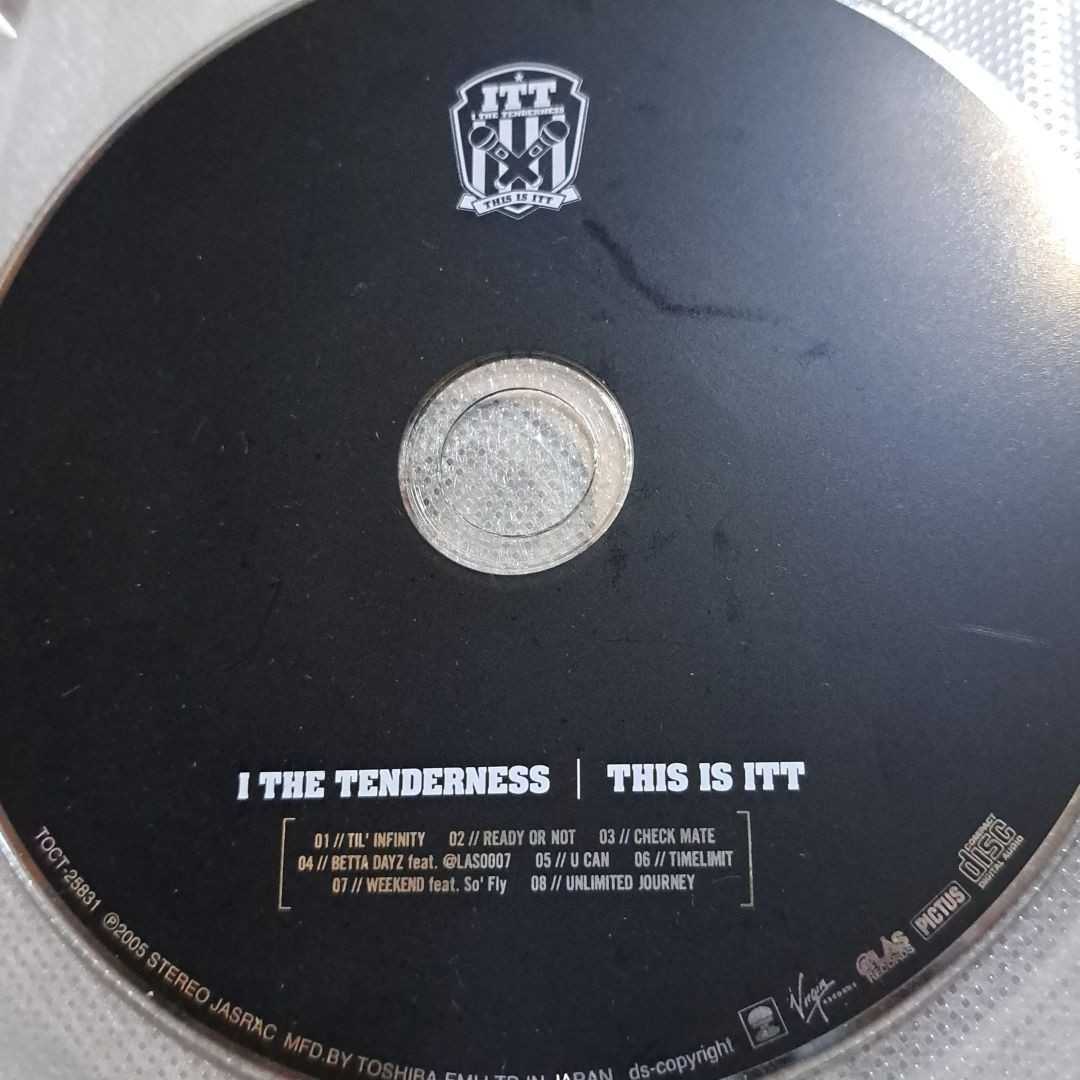 ITT
I THE TENDERNESS
THIS IS ITT
I THE TENDERNESS | THIS IS ITT
01 // TIL' INFINITY 02 // READY OR NOT 03 // CHECK MATE
04 // BETTA DAYZ feat. @LAS0007 05 // U CAN 06 // TIMELIMIT
07 // WEEKEND feat. So' Fly 08 // UNLIMITED JOURNEY
TOCT-25831 ℗2005 STEREO JASRAC MFD.BY TOSHIBA-EMI LTD.IN JAPAN ds-copyright
Virgin RECORDS
@LAS RECORDS
PICTUS
COMPACT disc DIGITAL AUDIO